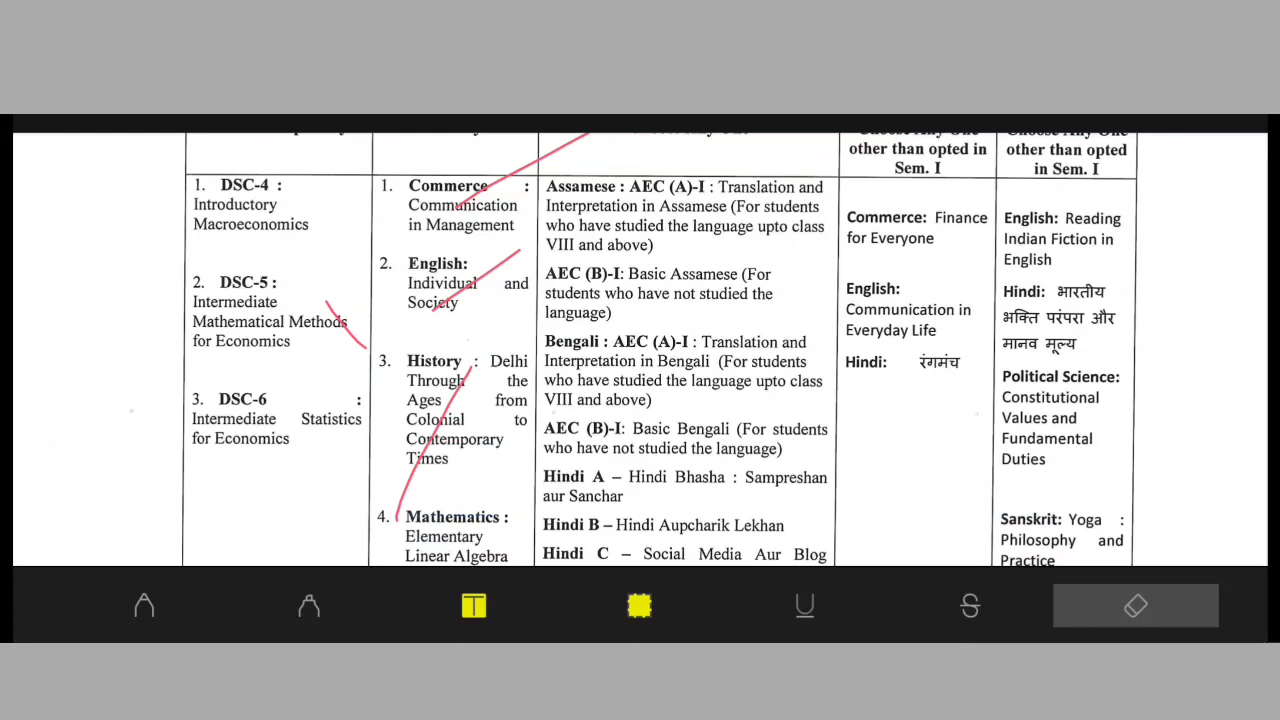 Choose Any One
other than opted in
Sem. I
Choose Any One
other than opted
in Sem. I
1. DSC-4 :
Introductory
Macroeconomics
2. DSC-5 :
Intermediate
Mathematical Methods
for Economics
3. DSC-6 :
Intermediate Statistics
for Economics
1. Commerce :
Communication
in Management
2. English:
Individual and
Society
3. History : Delhi
Through the
Ages from
Colonial to
Contemporary
Times
4. Mathematics :
Elementary
Linear Algebra
Assamese : AEC (A)-I : Translation and
Interpretation in Assamese (For students
who have studied the language upto class
VIII and above)
AEC (B)-I: Basic Assamese (For
students who have not studied the
language)
Bengali : AEC (A)-I : Translation and
Interpretation in Bengali (For students
who have studied the language upto class
VIII and above)
AEC (B)-I: Basic Bengali (For students
who have not studied the language)
Hindi A – Hindi Bhasha : Sampreshan
aur Sanchar
Hindi B – Hindi Aupcharik Lekhan
Hindi C – Social Media Aur Blog
Commerce: Finance
for Everyone
English:
Communication in
Everyday Life
Hindi: रंगमंच
English: Reading
Indian Fiction in
English
Hindi: भारतीय
भक्ति परंपरा और
मानव मूल्य
Political Science:
Constitutional
Values and
Fundamental
Duties
Sanskrit: Yoga :
Philosophy and
Practice